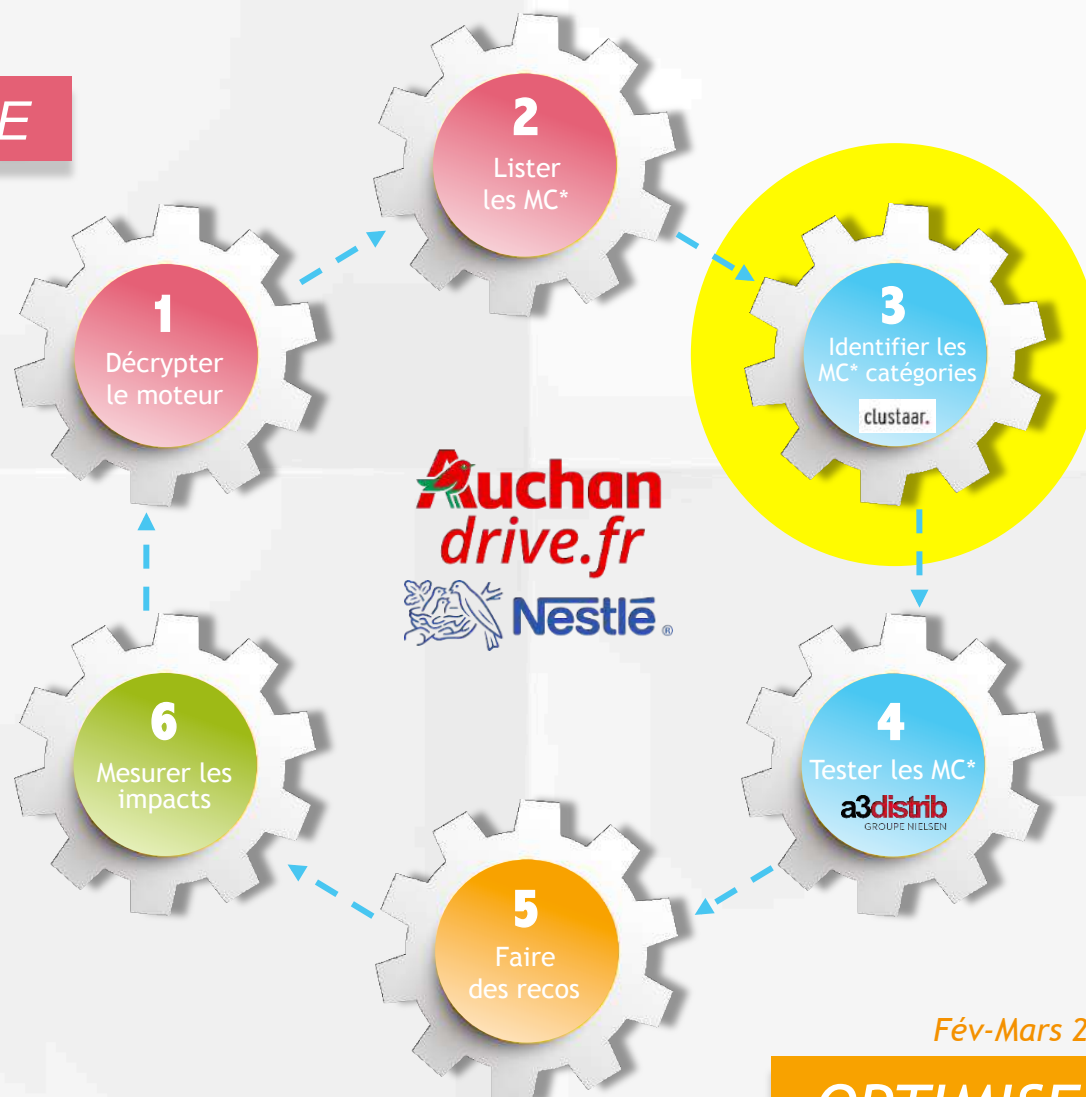 E
2
Lister
les MC*
1
Décrypter
le moteur
3
Identifier les
MC* catégories
clustaar.
Auchan
drive.fr
Nestlé
6
Mesurer les
impacts
4
Tester les MC*
a3distrib
GROUPE NIELSEN
5
Faire
des recos
Fév-Mars 2
OPTIMISE